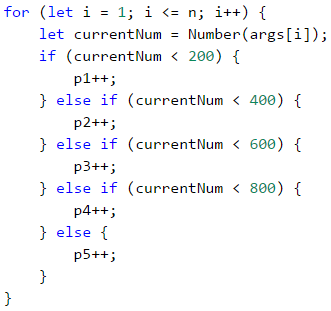 for (let i = 1; i <= n; i++) {
    let currentNum = Number(args[i]);
    if (currentNum < 200) {
        p1++;
    } else if (currentNum < 400) {
        p2++;
    } else if (currentNum < 600) {
        p3++;
    } else if (currentNum < 800) {
        p4++;
    } else {
        p5++;
    }
}